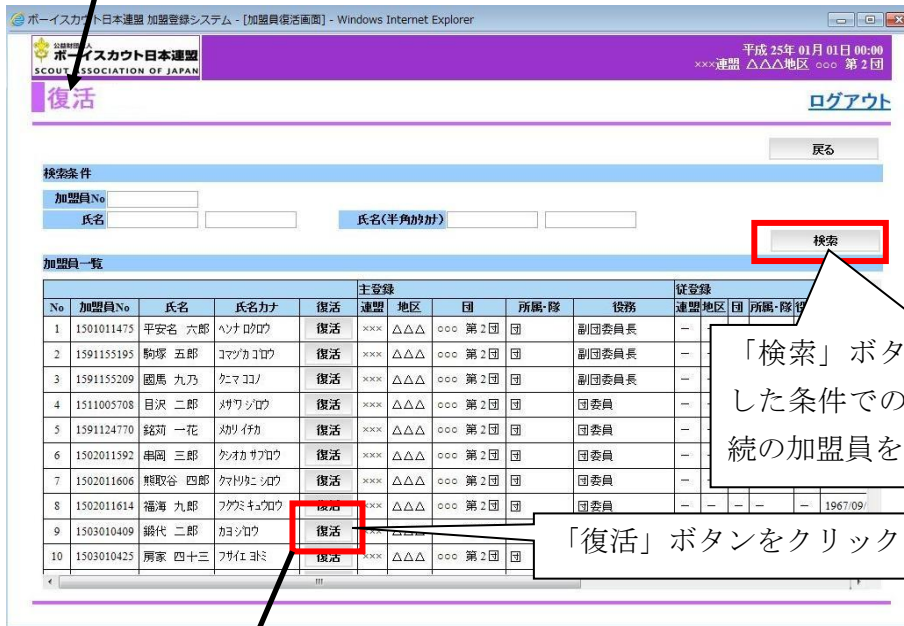 ボーイスカウト日本連盟 加盟登録システム - [加盟員復活画面] - Windows Internet Explorer
公益財団法人
ボーイスカウト日本連盟
SCOUT ASSOCIATION OF JAPAN
平成 25年 01月 01日 00:00
×××連盟 △△△地区 ○○○ 第 2 団
復活
ログアウト
戻る
検索条件
加盟員No
氏名 氏名(半角カタカナ)
検索
加盟員一覧
主登録 従登録
No 加盟員No 氏名 氏名カナ 復活 連盟 地区 団 所属・隊 役務 連盟 地区 団 所属・隊
1 1501011475 平安名 六郎 ヘンナ ロクロウ 復活 ××× △△△ ○○○ 第 2 団 団 副団委員長 －
2 1591155195 駒塚 五郎 コマヅカ ゴロウ 復活 ××× △△△ ○○○ 第 2 団 団 副団委員長 －
3 1591155209 國馬 九乃 クニマ ココノ 復活 ××× △△△ ○○○ 第 2 団 団 副団委員長 －
4 1511005708 目沢 二郎 メサワ ジロウ 復活 ××× △△△ ○○○ 第 2 団 団 団委員 －
5 1591124770 銘苅 一花 メカリ イチカ 復活 ××× △△△ ○○○ 第 2 団 団 団委員 －
6 1502011592 串岡 三郎 クシオカ サブロウ 復活 ××× △△△ ○○○ 第 2 団 団 団委員 －
7 1502011606 熊取谷 四郎 クマトリタニ シロウ 復活 ××× △△△ ○○○ 第 2 団 団 団委員 －
8 1502011614 福海 九郎 フクウミ キュウロウ 復活 ××× △△△ ○○○ 第 2 団 団 団委員 － － － － － 1967/09/
9 1503010409 鍛代 二郎 カヨ ジロウ 復活 ××× △△△
10 1503010425 房家 四十三 フサイエ ヨトミ 復活 ××× △△△ ○○○ 第 2 団 団
「検索」ボタ
した条件での
続の加盟員を
「復活」ボタンをクリック